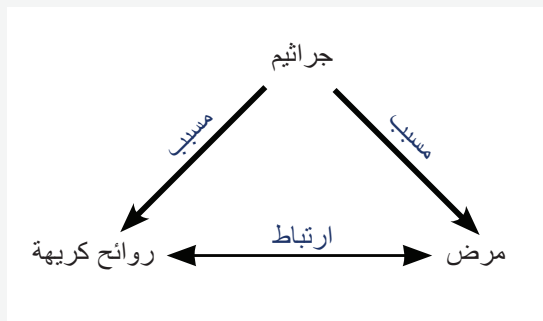 جراثيم
مسبب
مسبب
ارتباط
مرض
روائح كريهة